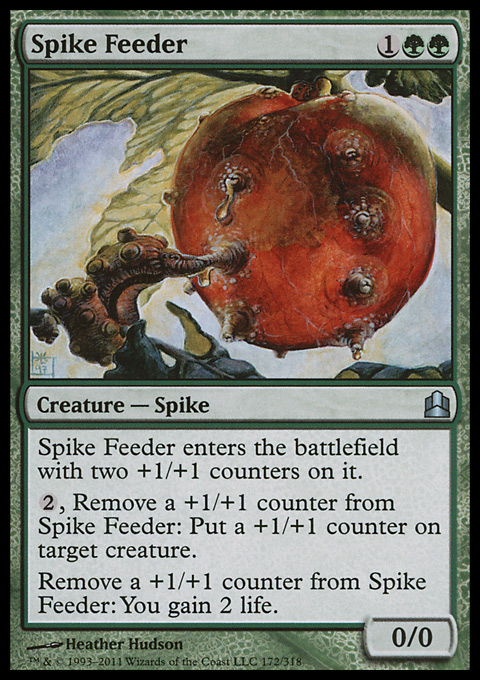 Spike Feeder 1
Creature — Spike
Spike Feeder enters the battlefield
with two +1/+1 counters on it.
2, Remove a +1/+1 counter from
Spike Feeder: Put a +1/+1 counter on
target creature.
Remove a +1/+1 counter from Spike
Feeder: You gain 2 life.
Heather Hudson
0/0
™ & © 1993–2011 Wizards of the Coast LLC 172/318